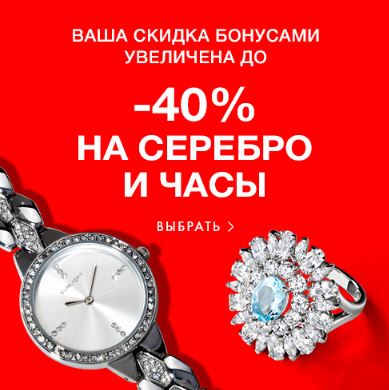 ВАША СКИДКА БОНУСАМИ
УВЕЛИЧЕНА ДО
-40%
НА СЕРЕБРО
И ЧАСЫ
ВЫБРАТЬ >